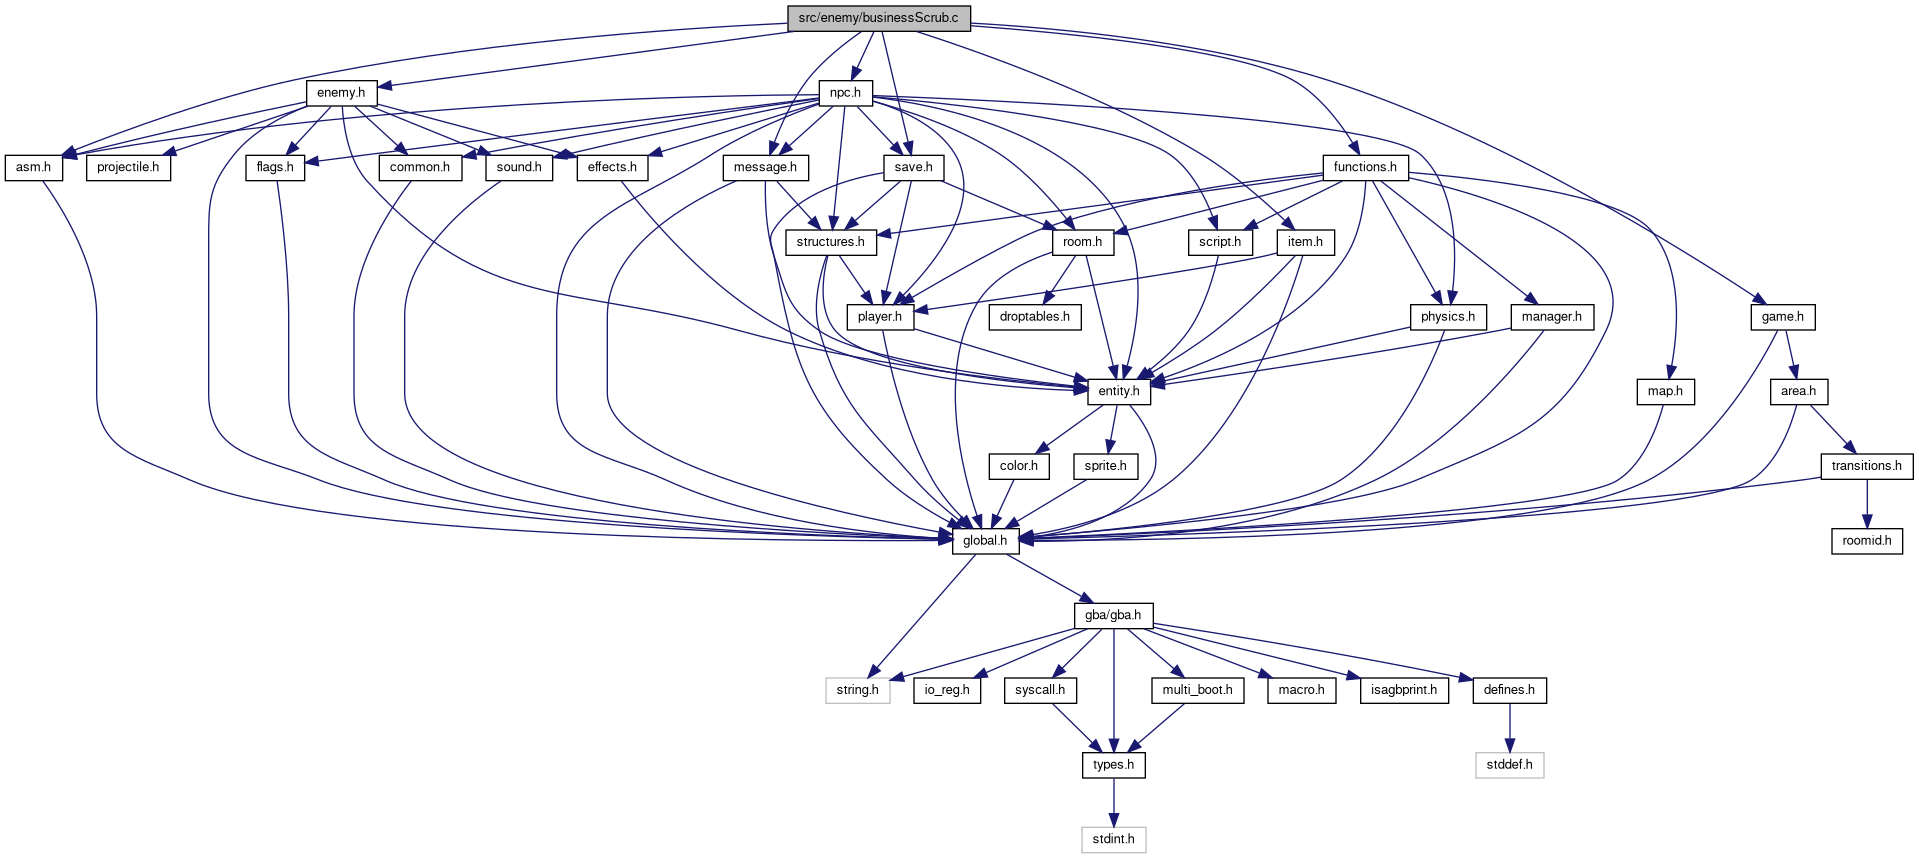 src/enemy/businessScrub.c
enemy.h
npc.h
asm.h
projectile.h
flags.h
common.h
sound.h
effects.h
message.h
save.h
functions.h
structures.h
room.h
script.h
item.h
player.h
droptables.h
physics.h
manager.h
game.h
entity.h
map.h
area.h
color.h
sprite.h
transitions.h
global.h
roomid.h
gba/gba.h
string.h
io_reg.h
syscall.h
multi_boot.h
macro.h
isagbprint.h
defines.h
types.h
stddef.h
stdint.h